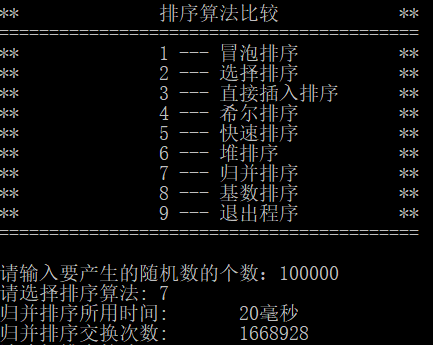 **              排序算法比较              **
==========================================
**              1 --- 冒泡排序              **
**              2 --- 选择排序              **
**              3 --- 直接插入排序          **
**              4 --- 希尔排序              **
**              5 --- 快速排序              **
**              6 --- 堆排序                **
**              7 --- 归并排序              **
**              8 --- 基数排序              **
**              9 --- 退出程序              **
==========================================
请输入要产生的随机数的个数：100000
请选择排序算法: 7
归并排序所用时间:       20毫秒
归并排序交换次数:       1668928